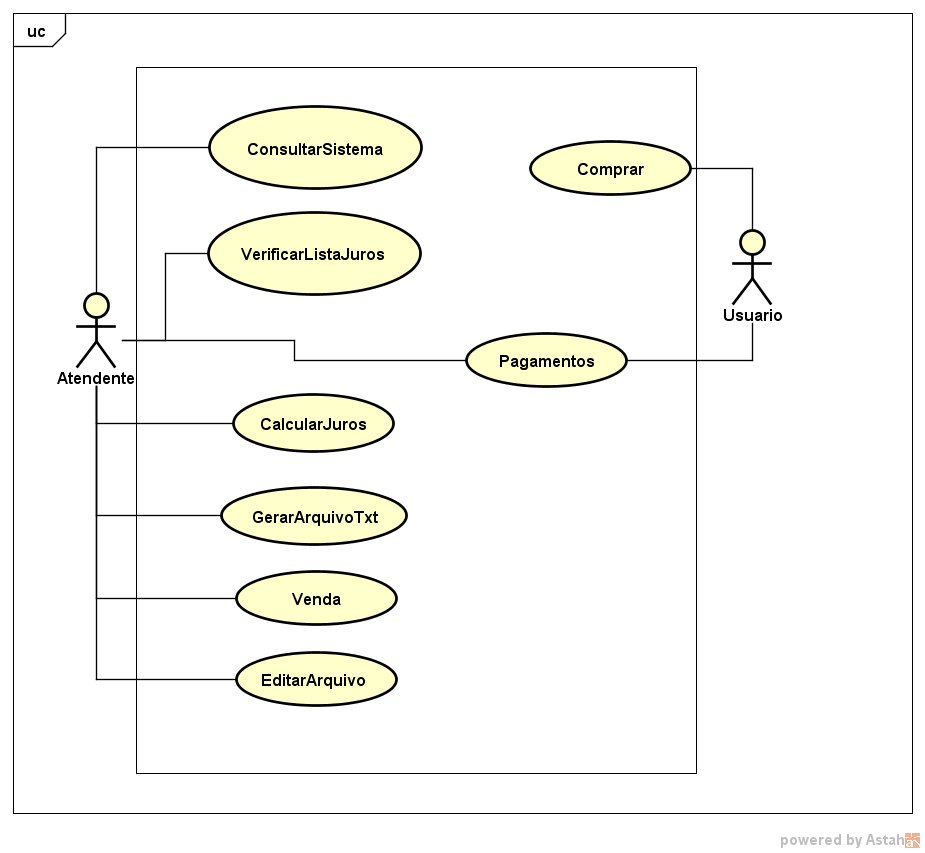 uc
ConsultarSistema
Comprar
VerificarListaJuros
Usuario
Pagamentos
Atendente
CalcularJuros
GerarArquivoTxt
Venda
EditarArquivo
powered by Astah